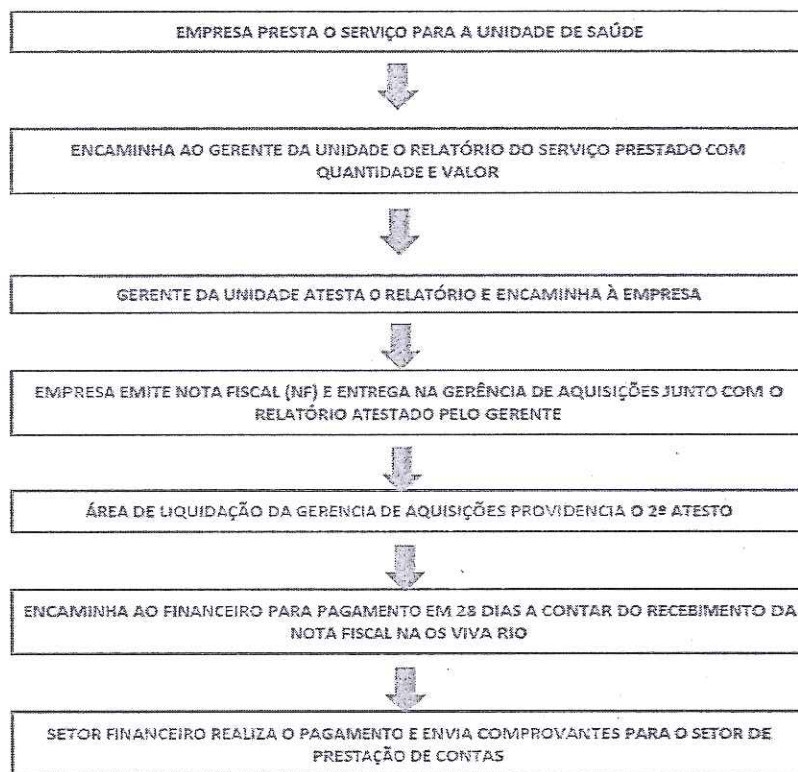 EMPRESA PRESTA O SERVIÇO PARA A UNIDADE DE SAÚDE
ENCAMINHA AO GERENTE DA UNIDADE O RELATÓRIO DO SERVIÇO PRESTADO COM
QUANTIDADE E VALOR
GERENTE DA UNIDADE ATESTA O RELATÓRIO E ENCAMINHA À EMPRESA
EMPRESA EMITE NOTA FISCAL (NF) E ENTREGA NA GERÊNCIA DE AQUISIÇÕES JUNTO COM O
RELATÓRIO ATESTADO PELO GERENTE
ÁREA DE LIQUIDAÇÃO DA GERENCIA DE AQUISIÇÕES PROVIDENCIA O 2º ATESTO
ENCAMINHA AO FINANCEIRO PARA PAGAMENTO EM 28 DIAS A CONTAR DO RECEBIMENTO DA
NOTA FISCAL NA OS VIVA RIO
SETOR FINANCEIRO REALIZA O PAGAMENTO E ENVIA COMPROVANTES PARA O SETOR DE
PRESTAÇÃO DE CONTAS